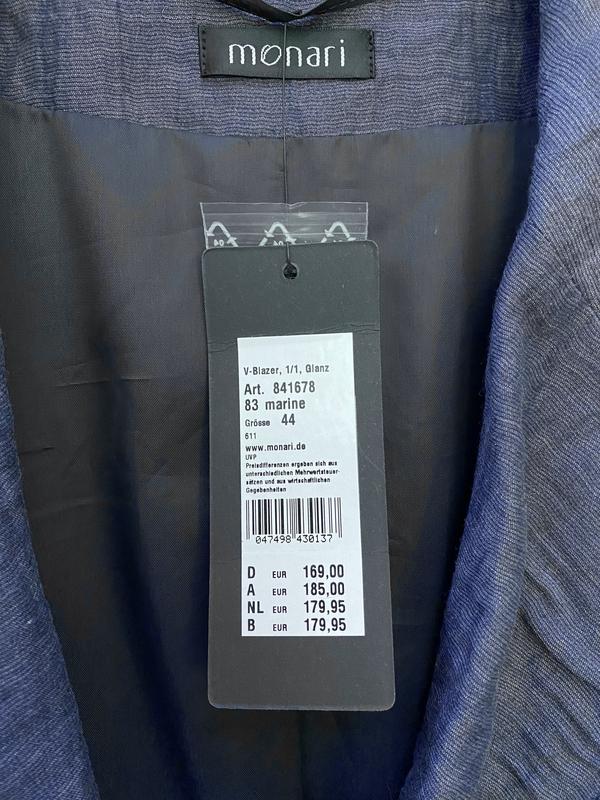 monari
04
V-Blazer, 1/1, Glanz
Art. 841678
83 marine
Grösse 44
611
www.monari.de
UVP
Preisdifferenzen ergeben sich aus
unterschiedlichen Mehrwertsteuer-
sätzen und aus wirtschaftlichen
Gegebenheiten
047498 430137
D EUR 169,00
A EUR 185,00
NL EUR 179,95
B EUR 179,95